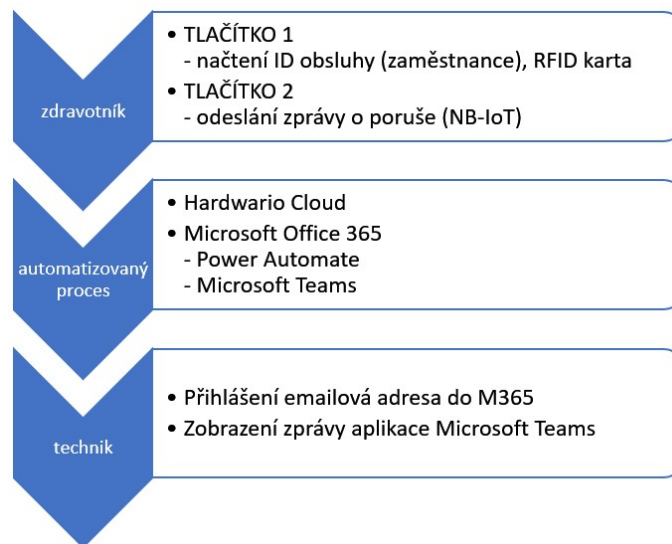 zdravotník
• TLAČÍTKO 1
- načtení ID obsluhy (zaměstnance), RFID karta
• TLAČÍTKO 2
- odeslání zprávy o poruše (NB-IoT)
automatizovaný
proces
• Hardwario Cloud
• Microsoft Office 365
- Power Automate
- Microsoft Teams
technik
• Přihlášení emailová adresa do M365
• Zobrazení zprávy aplikace Microsoft Teams